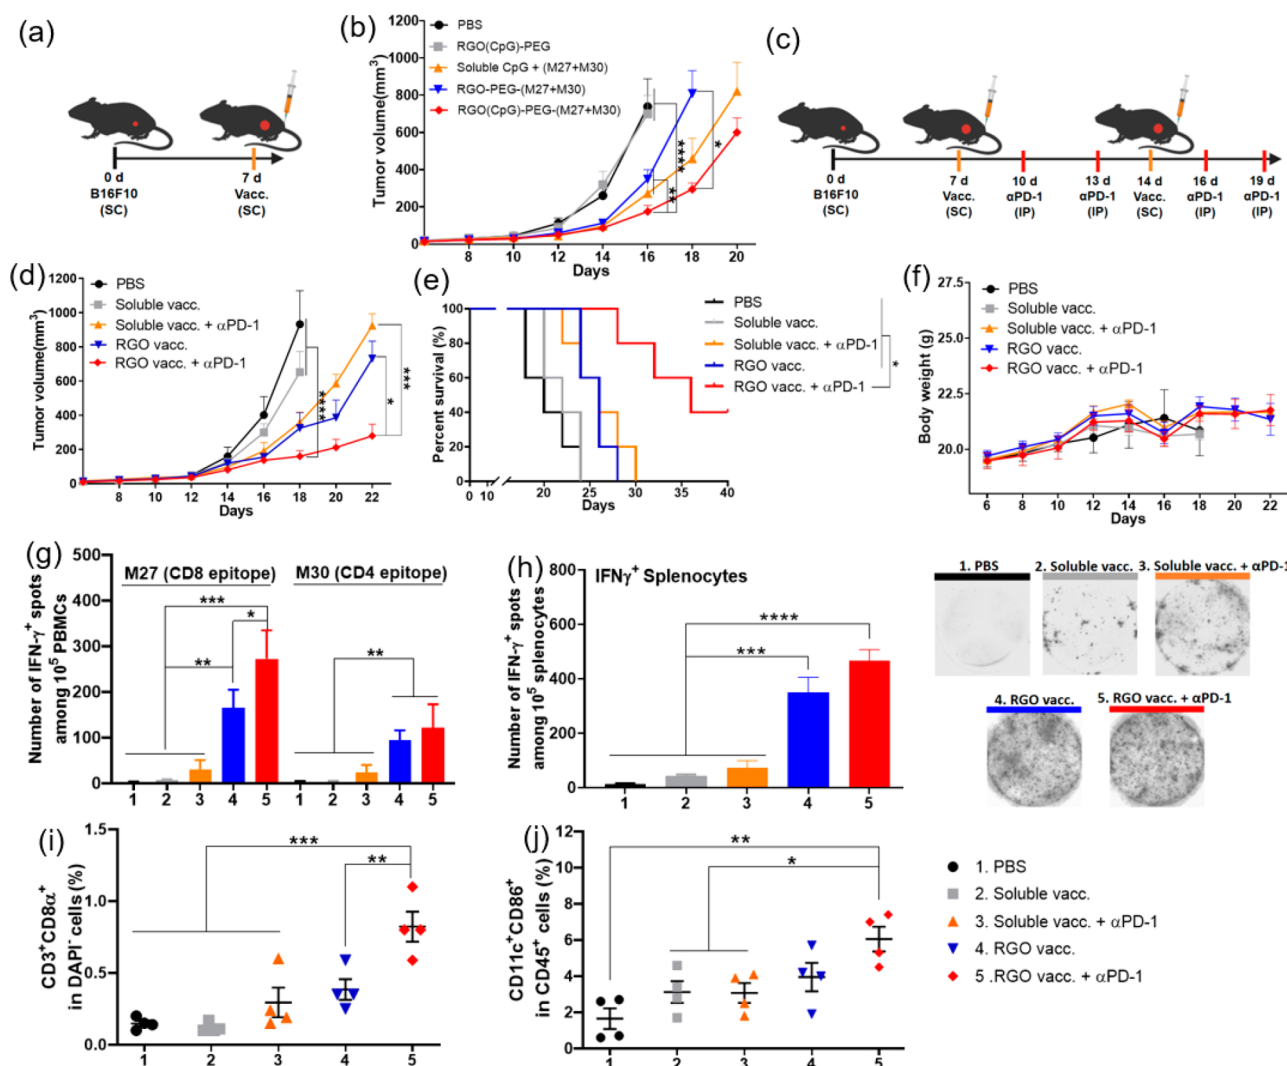 (a)
0 d
B16F10
(SC)
7 d
Vacc.
(SC)
(b)
Tumor volume(mm³)
1200
1000
800
600
400
200
0
PBS
RGO(CpG)-PEG
Soluble CpG + (M27+M30)
RGO-PEG-(M27+M30)
RGO(CpG)-PEG-(M27+M30)
****
**
*
8 10 12 14 16 18 20
Days
(c)
0 d
B16F10
(SC)
7 d
Vacc.
(SC)
10 d
αPD-1
(IP)
13 d
αPD-1
(IP)
14 d
Vacc.
(SC)
16 d
αPD-1
(IP)
19 d
αPD-1
(IP)
(d)
Tumor volume(mm³)
1200
1000
800
600
400
200
0
PBS
Soluble vacc.
Soluble vacc. + αPD-1
RGO vacc.
RGO vacc. + αPD-1
****
*
***
8 10 12 14 16 18 20 22
Days
(e)
Percent survival (%)
100
80
60
40
20
0
PBS
Soluble vacc.
Soluble vacc. + αPD-1
RGO vacc.
RGO vacc. + αPD-1
*
0 10 20 30 40
Days
(f)
Body weight (g)
27.5
25.0
22.5
20.0
PBS
Soluble vacc.
Soluble vacc. + αPD-1
RGO vacc.
RGO vacc. + αPD-1
6 8 10 12 14 16 18 20 22
Days
(g)
Number of IFN-γ⁺ spots
among 10⁵ PBMCs
500
400
300
200
100
0
M27 (CD8 epitope) M30 (CD4 epitope)
***
*
**
**
1 2 3 4 5 1 2 3 4 5
(h)
Number of IFN-γ⁺ spots
among 10⁵ splenocytes
800
600
400
200
0
IFNγ⁺ Splenocytes
****
***
1 2 3 4 5
1. PBS
2. Soluble vacc.
3. Soluble vacc. + αPD-1
4. RGO vacc.
5. RGO vacc. + αPD-1
(i)
CD3⁺CD8α⁺
in DAPI⁻ cells (%)
1.5
1.0
0.5
0.0
***
**
1 2 3 4 5
(j)
CD11c⁺CD86⁺
in CD45⁺ cells (%)
12
10
8
6
4
2
0
**
*
1 2 3 4 5
1. PBS
2. Soluble vacc.
3. Soluble vacc. + αPD-1
4. RGO vacc.
5 .RGO vacc. + αPD-1